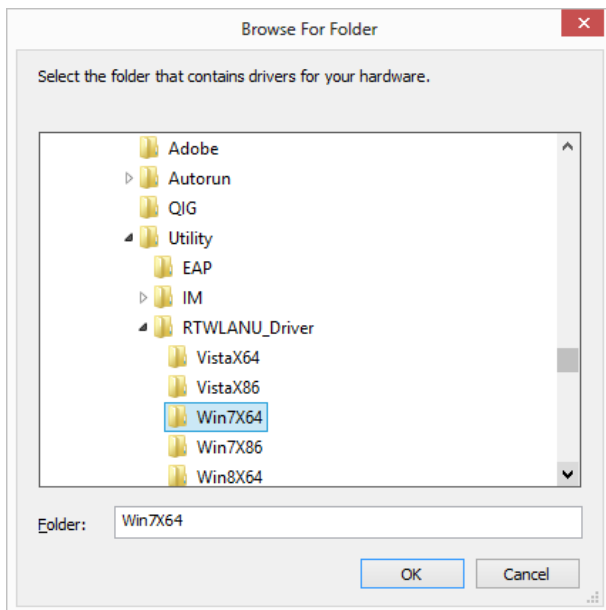 Browse For Folder
Select the folder that contains drivers for your hardware.
Adobe
Autorun
QIG
Utility
EAP
IM
RTWLANU_Driver
VistaX64
VistaX86
Win7X64
Win7X86
Win8X64
Folder: Win7X64
OK Cancel